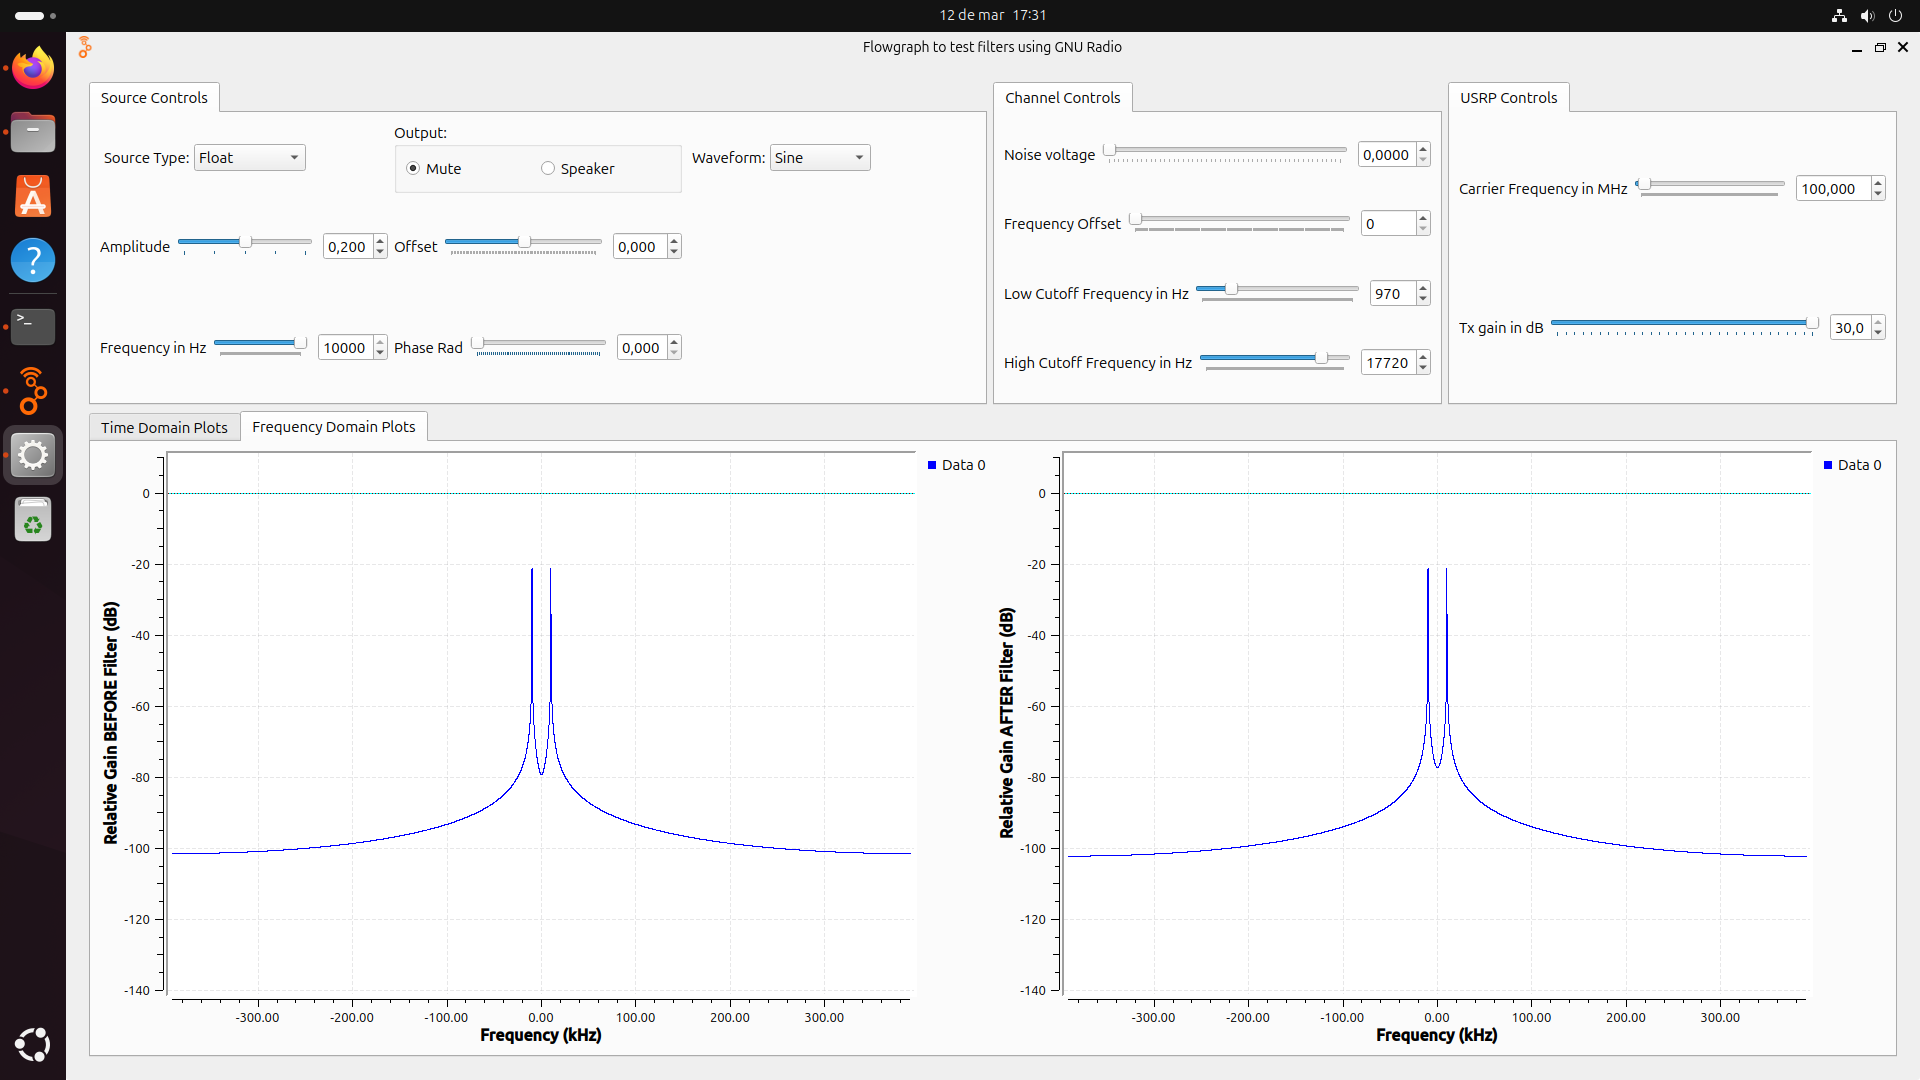 12 de mar 17:31
Flowgraph to test filters using GNU Radio
Source Controls
Channel Controls
USRP Controls
Output:
Source Type: Float
Mute
Speaker
Waveform: Sine
Noise voltage 0,0000
Carrier Frequency in MHz 100,000
Frequency Offset 0
Amplitude 0,200
Offset 0,000
Low Cutoff Frequency in Hz 970
Tx gain in dB 30,0
Frequency in Hz 10000
Phase Rad 0,000
High Cutoff Frequency in Hz 17720
Time Domain Plots
Frequency Domain Plots
Relative Gain BEFORE Filter (dB)
0
-20
-40
-60
-80
-100
-120
-140
-300.00 -200.00 -100.00 0.00 100.00 200.00 300.00
Frequency (kHz)
Data 0
Relative Gain AFTER Filter (dB)
0
-20
-40
-60
-80
-100
-120
-140
-300.00 -200.00 -100.00 0.00 100.00 200.00 300.00
Frequency (kHz)
Data 0